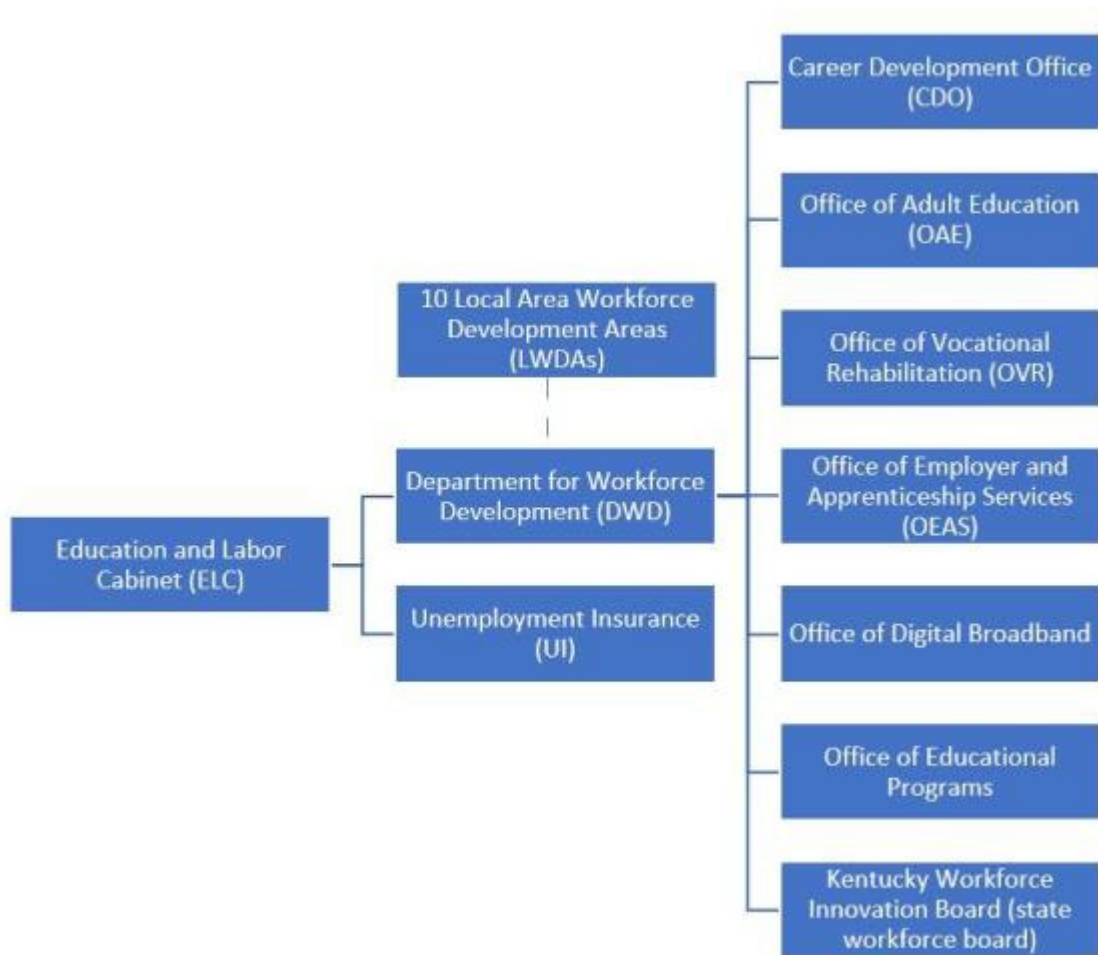 Education and Labor
Cabinet (ELC)
10 Local Area Workforce
Development Areas
(LWDAs)
Department for Workforce
Development (DWD)
Unemployment Insurance
(UI)
Career Development Office
(CDO)
Office of Adult Education
(OAE)
Office of Vocational
Rehabilitation (OVR)
Office of Employer and
Apprenticeship Services
(OEAS)
Office of Digital Broadband
Office of Educational
Programs
Kentucky Workforce
Innovation Board (state
workforce board)